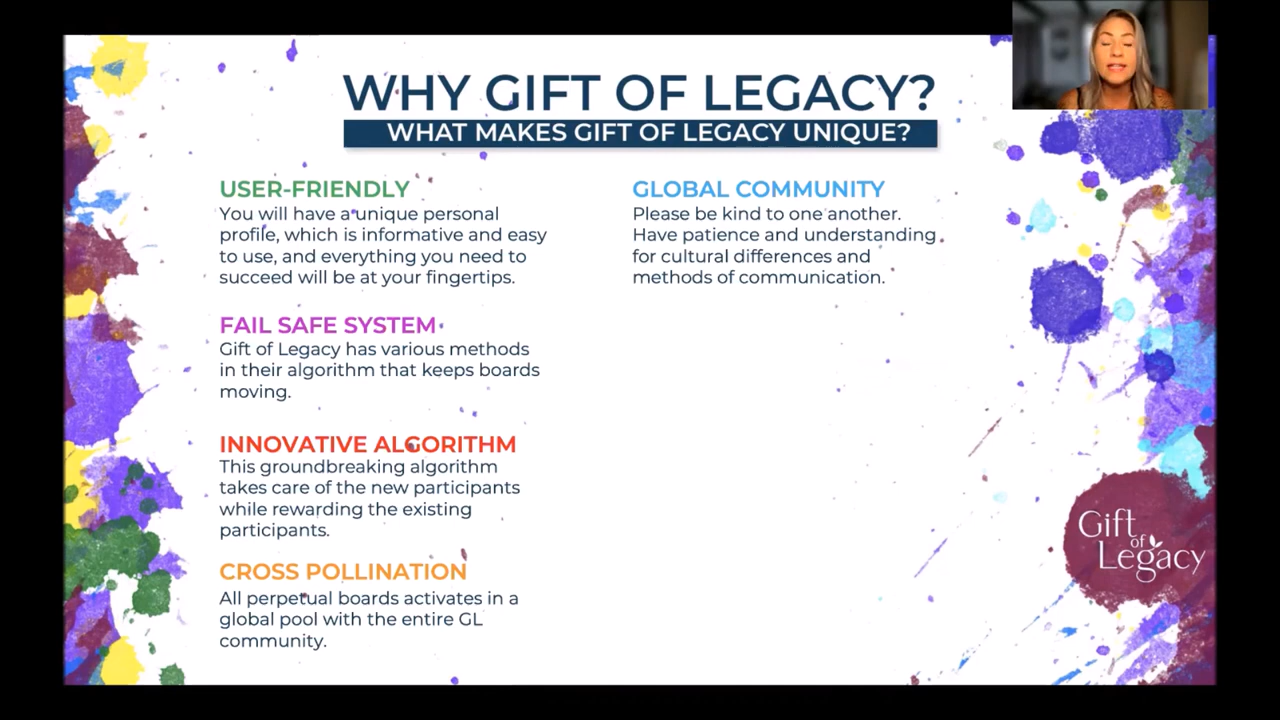 WHY GIFT OF LEGACY?
WHAT MAKES GIFT OF LEGACY UNIQUE?
USER-FRIENDLY
You will have a unique personal
profile, which is informative and easy
to use, and everything you need to
succeed will be at your fingertips.
FAIL SAFE SYSTEM
Gift of Legacy has various methods
in their algorithm that keeps boards
moving.
INNOVATIVE ALGORITHM
This groundbreaking algorithm
takes care of the new participants
while rewarding the existing
participants.
CROSS POLLINATION
All perpetual boards activates in a
global pool with the entire GL
community.
GLOBAL COMMUNITY
Please be kind to one another.
Have patience and understanding
for cultural differences and
methods of communication.
Gift
of
Legacy